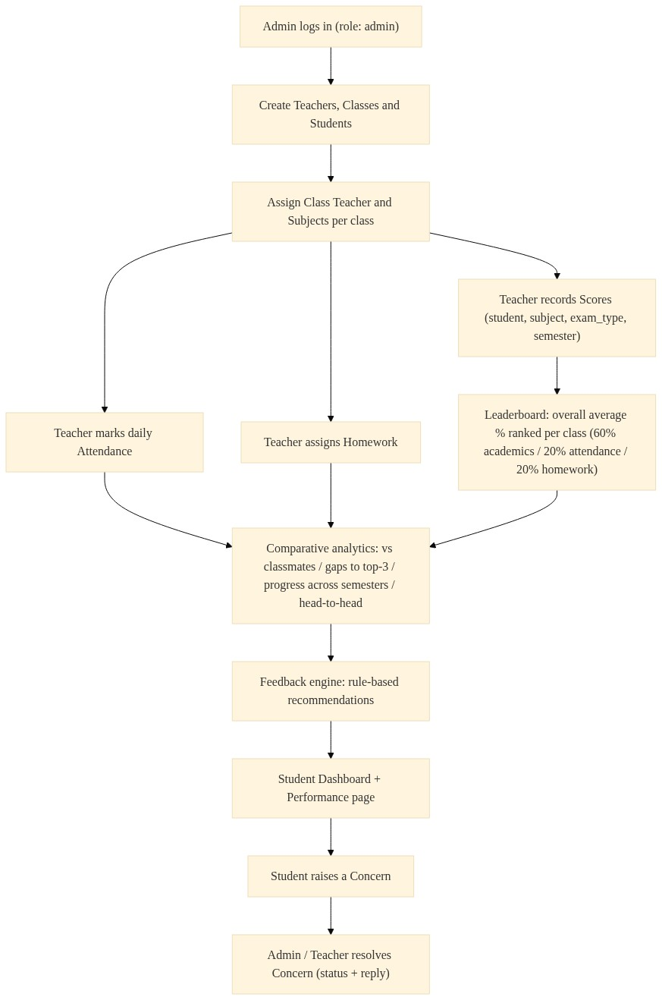 Admin logs in (role: admin)
Create Teachers, Classes and
Students
Assign Class Teacher and
Subjects per class
Teacher records Scores
(student, subject, exam_type,
semester)
Teacher marks daily
Attendance
Teacher assigns Homework
Leaderboard: overall average
% ranked per class (60%
academics / 20% attendance /
20% homework)
Comparative analytics: vs
classmates / gaps to top-3 /
progress across semesters /
head-to-head
Feedback engine: rule-based
recommendations
Student Dashboard +
Performance page
Student raises a Concern
Admin / Teacher resolves
Concern (status + reply)